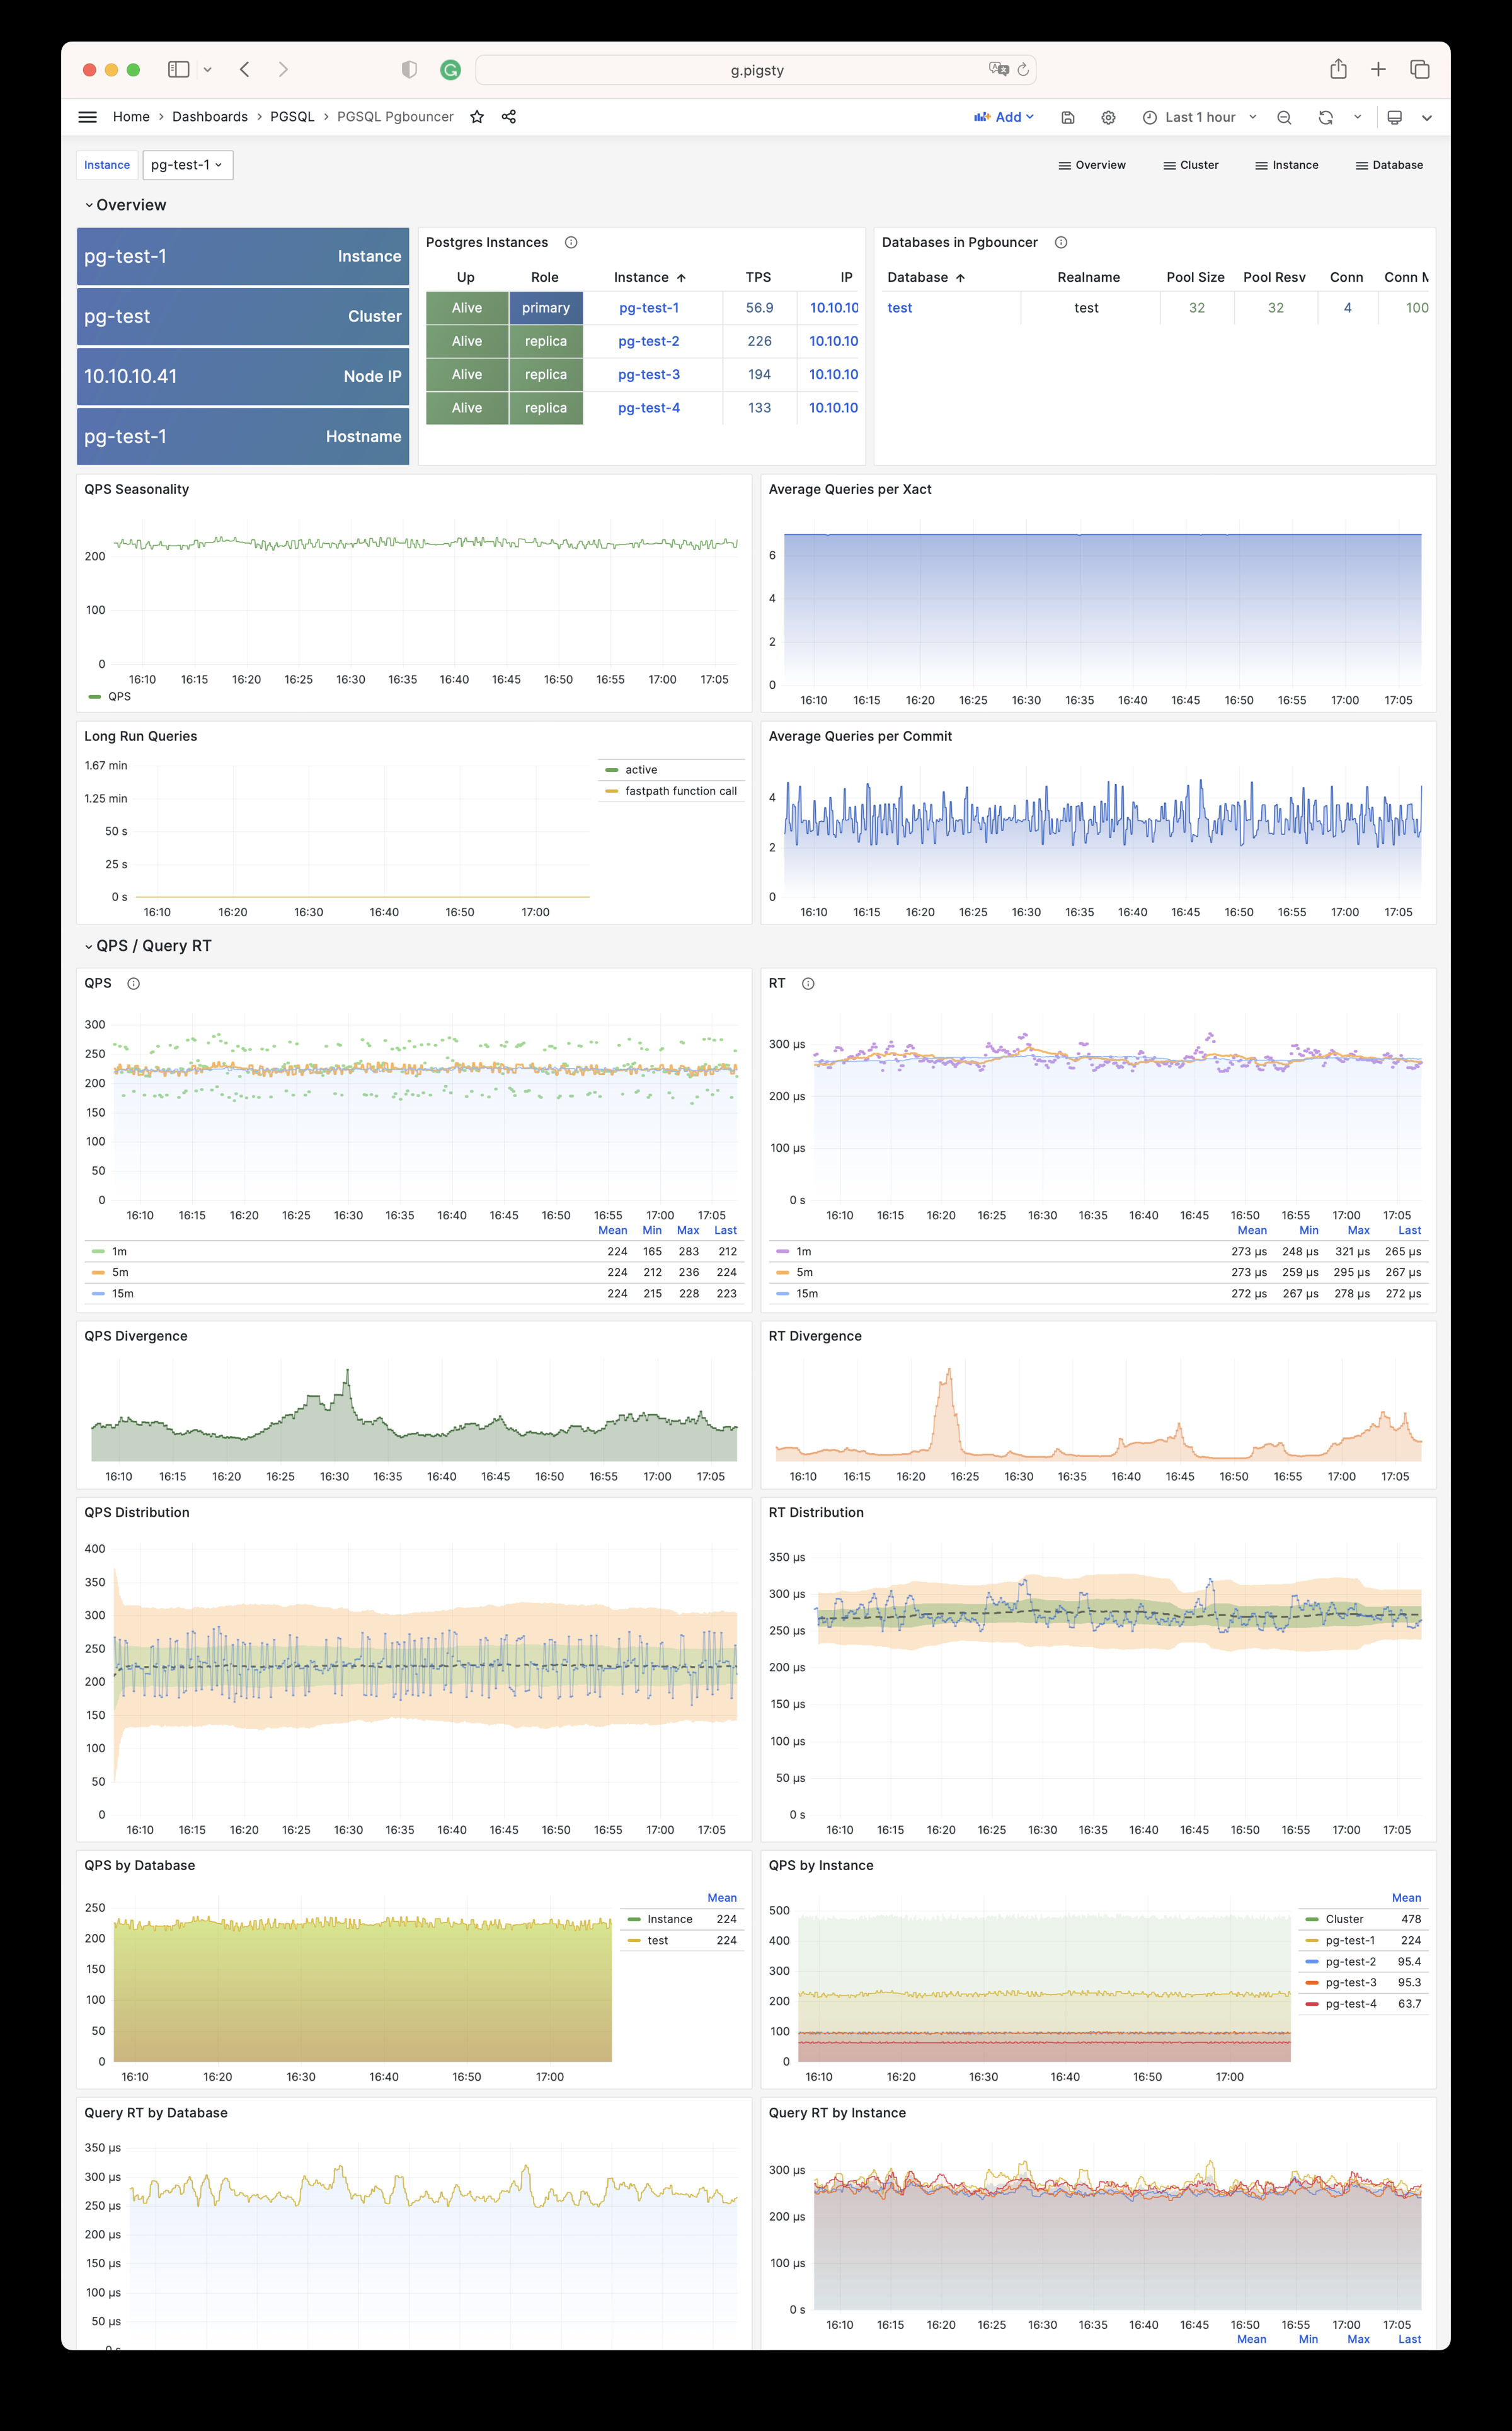 g.pigsty
Home › Dashboards › PGSQL › PGSQL Pgbouncer
Add
Last 1 hour
Instance pg-test-1
Overview Cluster Instance Database
Overview
pg-test-1 Instance
pg-test Cluster
10.10.10.41 Node IP
pg-test-1 Hostname
Postgres Instances
Up Role Instance ↑ TPS IP
Alive primary pg-test-1 56.9 10.10.10
Alive replica pg-test-2 226 10.10.10
Alive replica pg-test-3 194 10.10.10
Alive replica pg-test-4 133 10.10.10
Databases in Pgbouncer
Database ↑ Realname Pool Size Pool Resv Conn Conn M
test test 32 32 4 100
QPS Seasonality
200
100
0
16:10 16:15 16:20 16:25 16:30 16:35 16:40 16:45 16:50 16:55 17:00 17:05
QPS
Average Queries per Xact
6
4
2
0
16:10 16:15 16:20 16:25 16:30 16:35 16:40 16:45 16:50 16:55 17:00 17:05
Long Run Queries
1.67 min
1.25 min
50 s
25 s
0 s
16:10 16:20 16:30 16:40 16:50 17:00
active
fastpath function call
Average Queries per Commit
4
2
0
16:10 16:15 16:20 16:25 16:30 16:35 16:40 16:45 16:50 16:55 17:00 17:05
QPS / Query RT
QPS
300
250
200
150
100
50
0
16:10 16:15 16:20 16:25 16:30 16:35 16:40 16:45 16:50 16:55 17:00 17:05
Mean Min Max Last
1m 224 165 283 212
5m 224 212 236 224
15m 224 215 228 223
RT
300 µs
200 µs
100 µs
0 s
16:10 16:15 16:20 16:25 16:30 16:35 16:40 16:45 16:50 16:55 17:00 17:05
Mean Min Max Last
1m 273 µs 248 µs 321 µs 265 µs
5m 273 µs 259 µs 295 µs 267 µs
15m 272 µs 267 µs 278 µs 272 µs
QPS Divergence
16:10 16:15 16:20 16:25 16:30 16:35 16:40 16:45 16:50 16:55 17:00 17:05
RT Divergence
16:10 16:15 16:20 16:25 16:30 16:35 16:40 16:45 16:50 16:55 17:00 17:05
QPS Distribution
400
350
300
250
200
150
100
50
0
16:10 16:15 16:20 16:25 16:30 16:35 16:40 16:45 16:50 16:55 17:00 17:05
RT Distribution
350 µs
300 µs
250 µs
200 µs
150 µs
100 µs
50 µs
0 s
16:10 16:15 16:20 16:25 16:30 16:35 16:40 16:45 16:50 16:55 17:00 17:05
QPS by Database
250
200
150
100
50
0
16:10 16:20 16:30 16:40 16:50 17:00
Mean
Instance 224
test 224
QPS by Instance
500
400
300
200
100
0
16:10 16:20 16:30 16:40 16:50 17:00
Mean
Cluster 478
pg-test-1 224
pg-test-2 95.4
pg-test-3 95.3
pg-test-4 63.7
Query RT by Database
350 µs
300 µs
250 µs
200 µs
150 µs
100 µs
50 µs
0 s
Query RT by Instance
300 µs
200 µs
100 µs
0 s
16:10 16:15 16:20 16:25 16:30 16:35 16:40 16:45 16:50 16:55 17:00 17:05
Mean Min Max Last